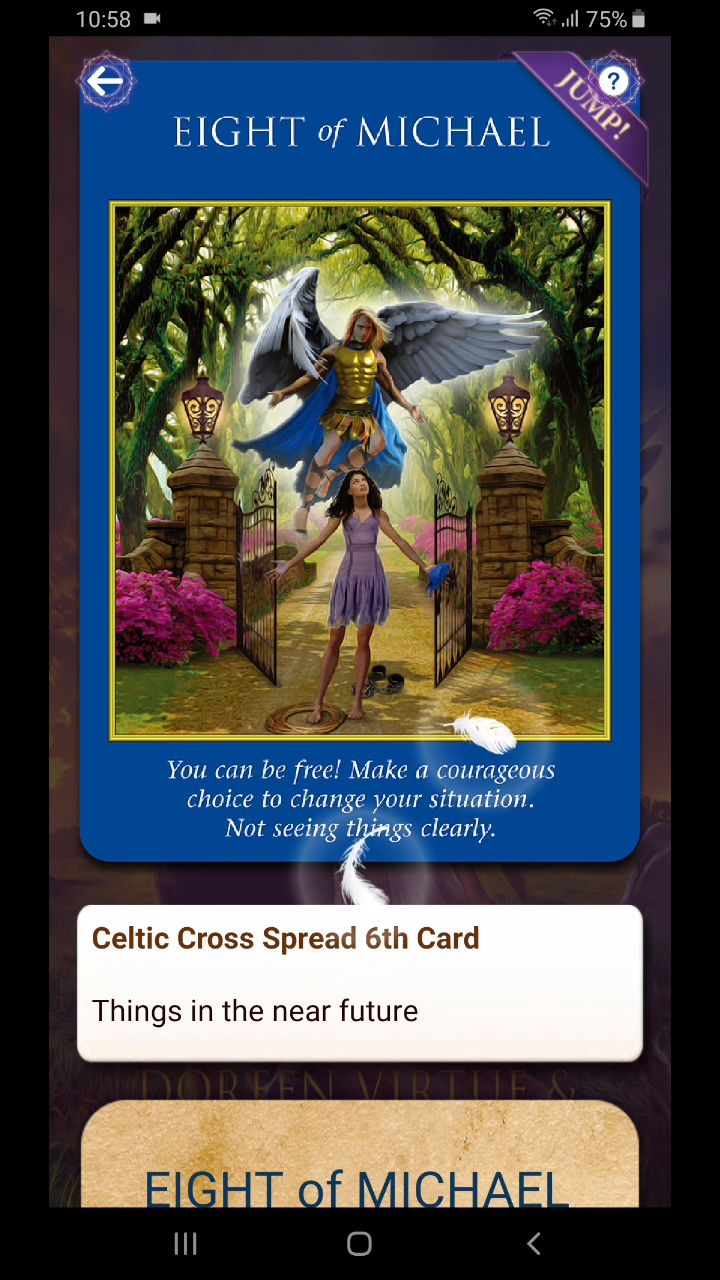 10:58
75%
?
JUMP!
EIGHT of MICHAEL
You can be free! Make a courageous
choice to change your situation.
Not seeing things clearly.
Celtic Cross Spread 6th Card
Things in the near future
DOREEN VIRTUE &
EIGHT of MICHAEL